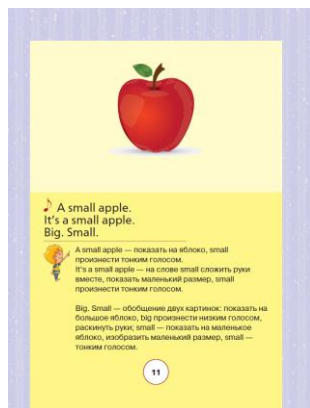 A small apple.
It's a small apple.
Big. Small.
A small apple — показать на яблоко, small
произнести тонким голосом.
It's a small apple — на слове small сложить руки
вместе, показать маленький размер, small
произнести тонким голосом.
Big. Small — обобщение двух картинок: показать на
большое яблоко, big произнести низким голосом,
раскинуть руки; small — показать на маленькое
яблоко, изобразить маленький размер, small —
тонким голосом.
11